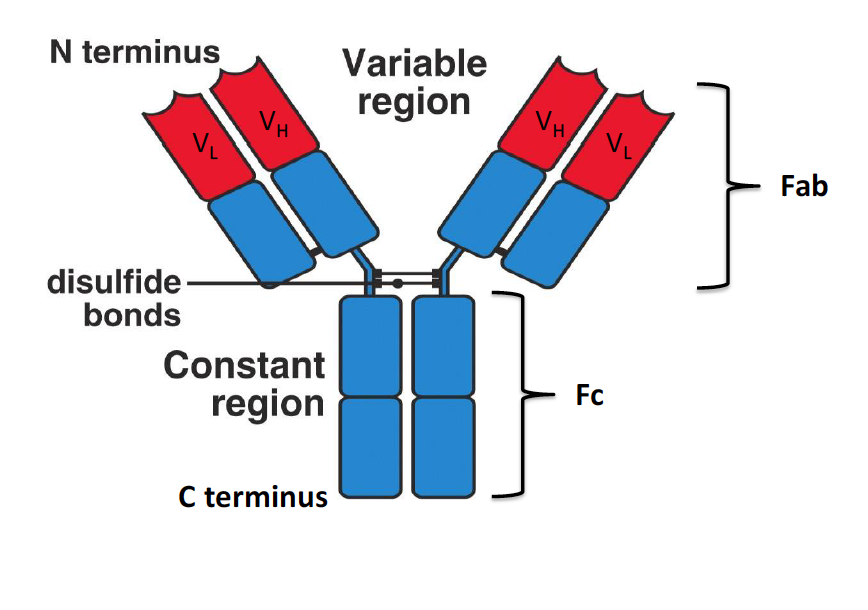 N terminus
Variable
region
VL
VH
VH
VL
Fab
disulfide
bonds
Constant
region
Fc
C terminus